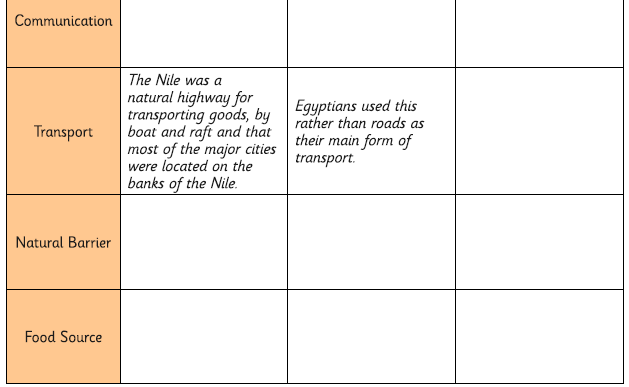 Communication
Transport
The Nile was a
natural highway for
transporting goods, by
boat and raft and that
most of the major cities
were located on the
banks of the Nile.
Egyptians used this
rather than roads as
their main form of
transport.
Natural Barrier
Food Source